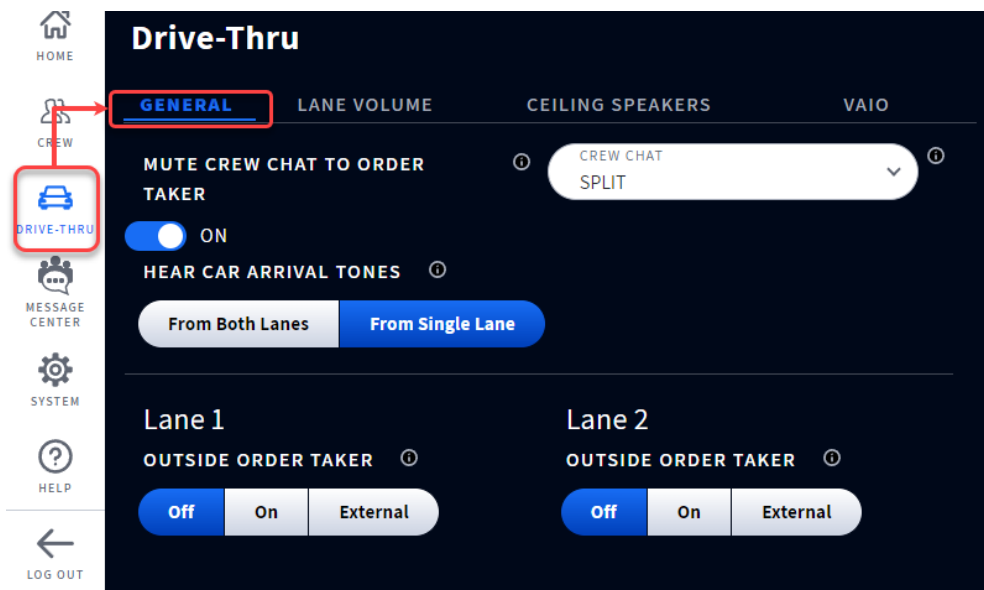 HOME
CREW
DRIVE-THRU
MESSAGE
CENTER
SYSTEM
HELP
LOG OUT
Drive-Thru
GENERAL LANE VOLUME CEILING SPEAKERS VAIO
MUTE CREW CHAT TO ORDER
TAKER
ON
CREW CHAT
SPLIT
HEAR CAR ARRIVAL TONES
From Both Lanes From Single Lane
Lane 1
OUTSIDE ORDER TAKER
Off On External
Lane 2
OUTSIDE ORDER TAKER
Off On External